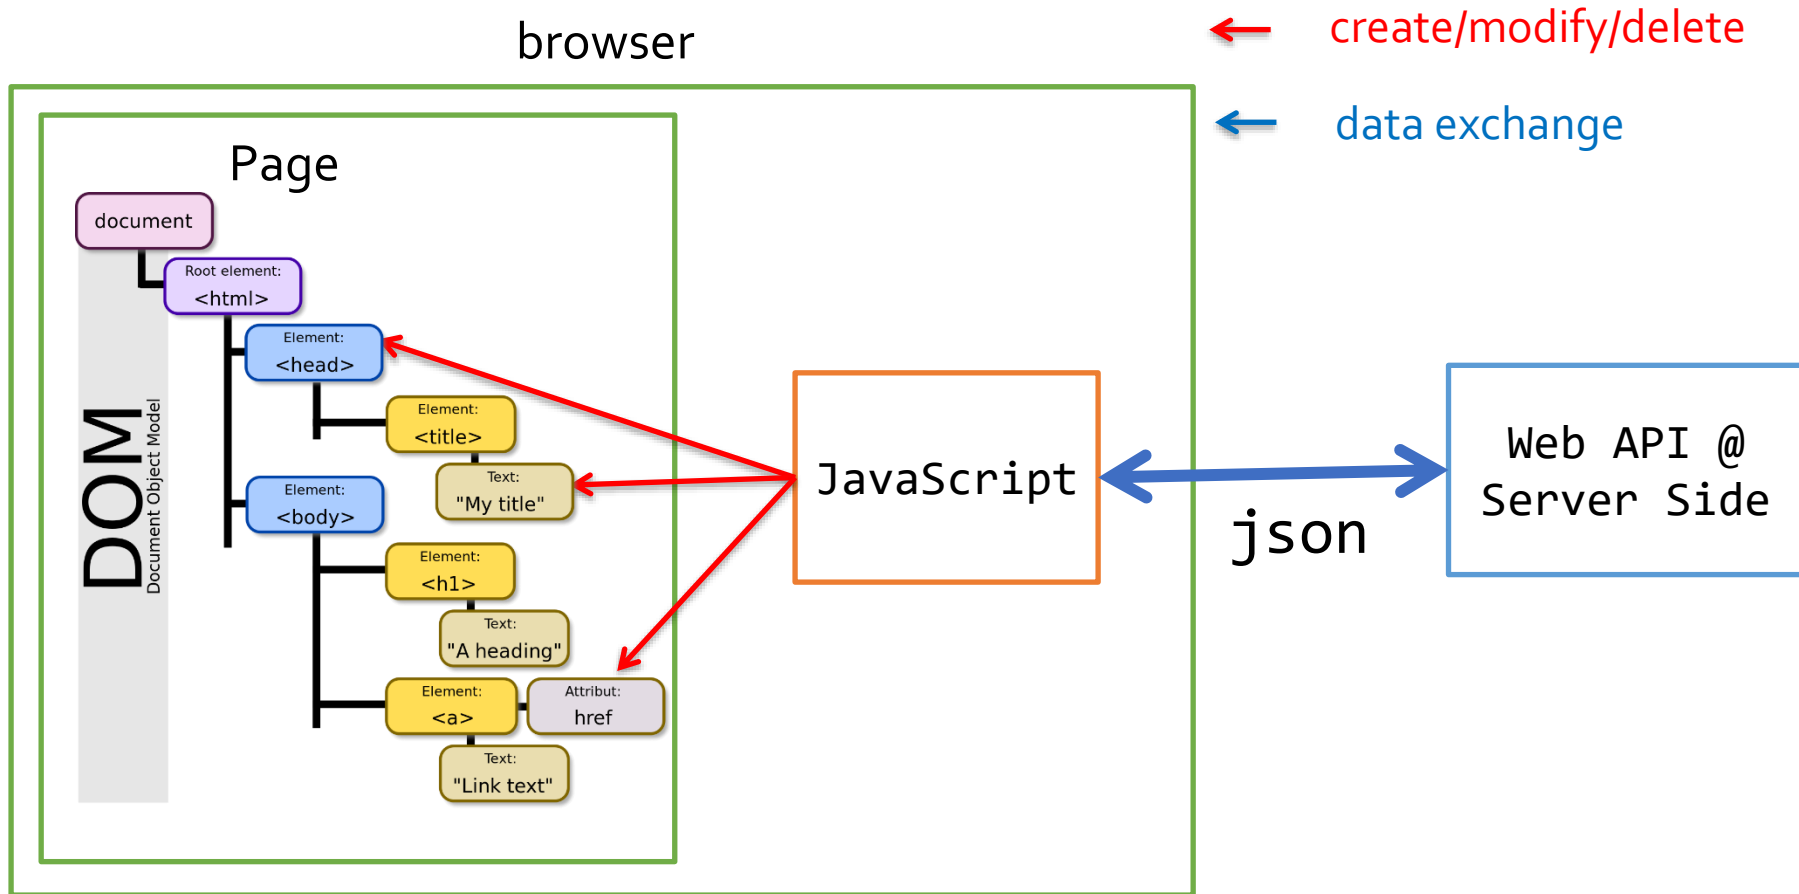 browser
create/modify/delete
data exchange
Page
document
Root element:
<html>
Element:
<head>
Element:
<title>
Text:
"My title"
Element:
<body>
Element:
<h1>
Text:
"A heading"
Element:
<a>
Attribut:
href
Text:
"Link text"
DOM
Document Object Model
JavaScript
json
Web API @
Server Side